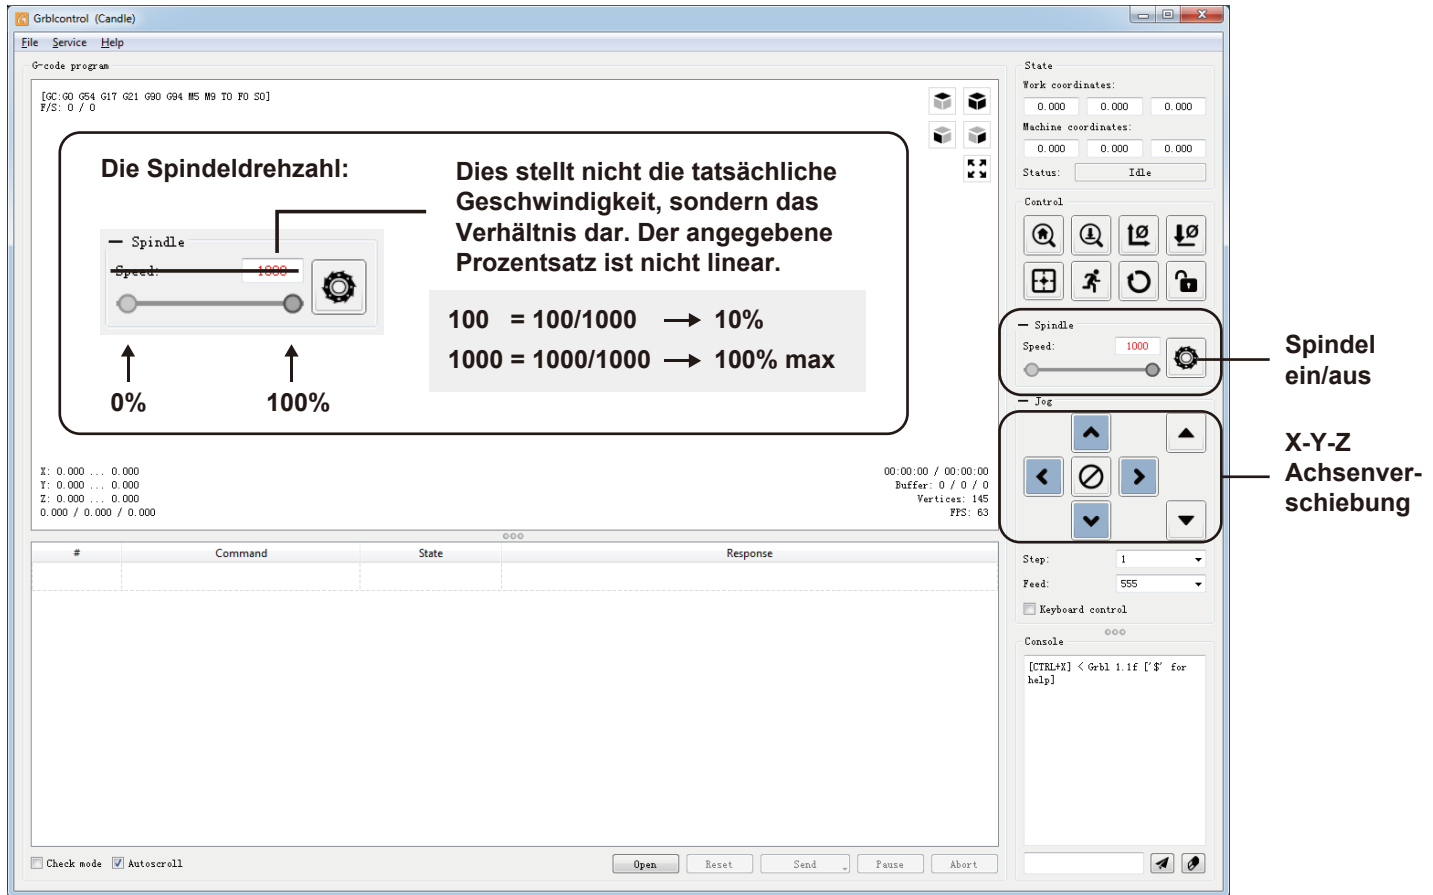 Grblcontrol (Candle)
File Service Help
G-code program
[GC:G0 G54 G17 G21 G90 G94 M5 M9 T0 F0 S0]
F/S: 0 / 0
Die Spindeldrehzahl:
Dies stellt nicht die tatsächliche
Geschwindigkeit, sondern das
Verhältnis dar. Der angegebene
Prozentsatz ist nicht linear.
Spindle
Speed: 1000
0% 100%
100 = 100/1000 → 10%
1000 = 1000/1000 → 100% max
X: 0.000 ... 0.000
Y: 0.000 ... 0.000
Z: 0.000 ... 0.000
0.000 / 0.000 / 0.000
00:00:00 / 00:00:00
Buffer: 0 / 0 / 0
Vertices: 145
FPS: 63
# Command State Response
Check mode Autoscroll
Open Reset Send Pause Abort
State
Work coordinates:
0.000 0.000 0.000
Machine coordinates:
0.000 0.000 0.000
Status: Idle
Control
Spindle
Speed: 1000
Jog
Step: 1
Feed: 555
Keyboard control
Console
[CTRL+X] < Grbl 1.1f ['$' for
help]
Spindel
ein/aus
X-Y-Z
Achsenver-
schiebung